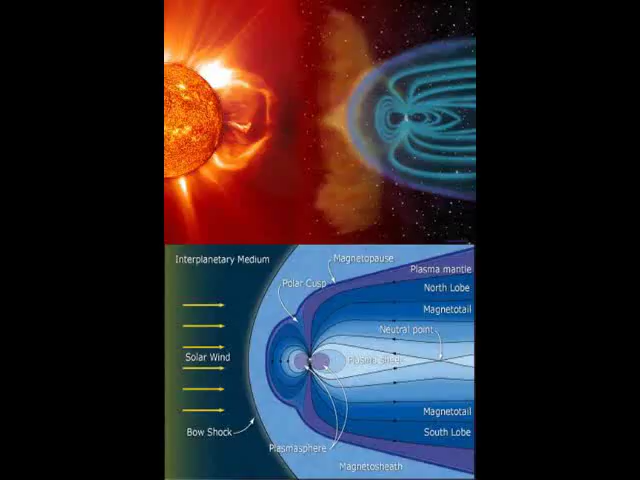 Interplanetary Medium
Magnetopause
Plasma mantle
Polar Cusp
North Lobe
Magnetotail
Solar Wind
Neutral point
Plasma sheet
Magnetotail
Bow Shock
South Lobe
Plasmasphere
Magnetosheath